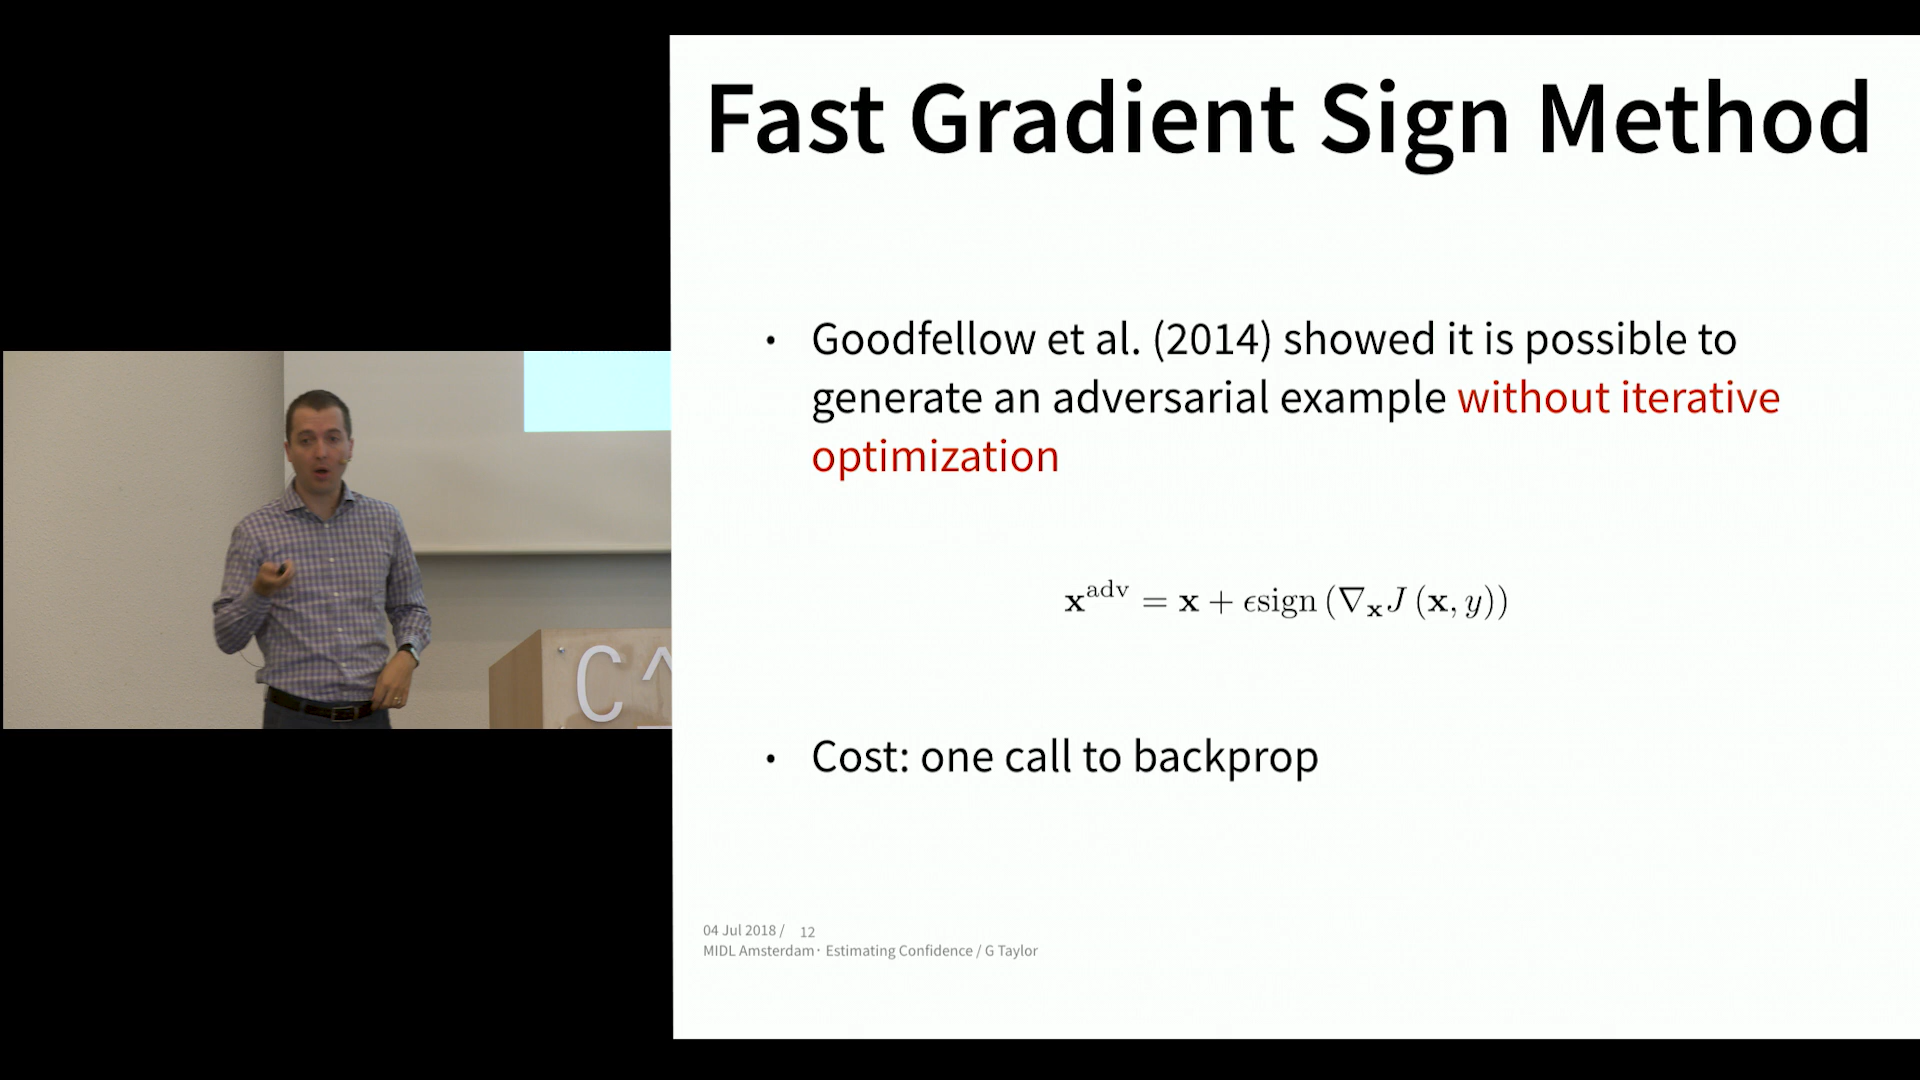 Fast Gradient Sign Method
• Goodfellow et al. (2014) showed it is possible to
generate an adversarial example without iterative
optimization
x^adv = x + ϵsign (∇_x J (x, y))
• Cost: one call to backprop
04 Jul 2018 / 12
MIDL Amsterdam · Estimating Confidence / G Taylor